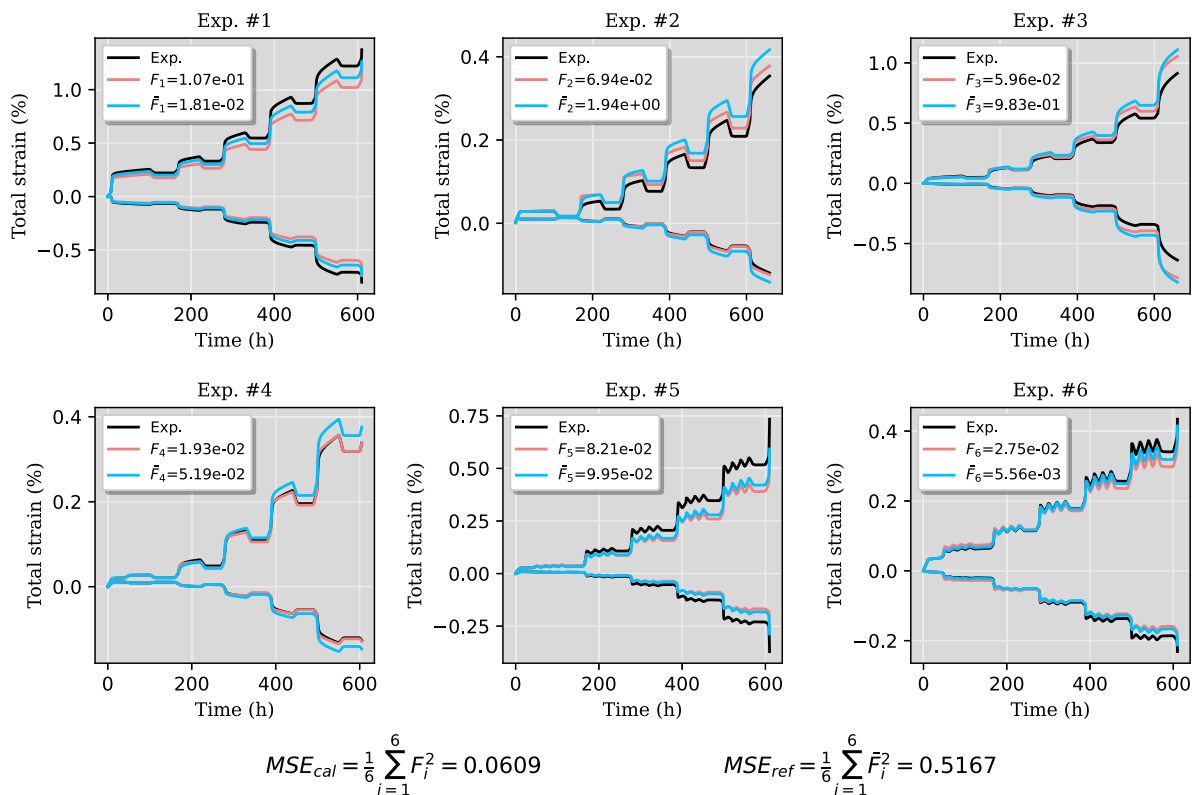 Exp. #1
Total strain (%)
1.0
0.5
0.0
−0.5
Exp.
F₁=1.07e-01
F̄₁=1.81e-02
0 200 400 600
Time (h)
Exp. #2
Total strain (%)
0.4
0.2
0.0
Exp.
F₂=6.94e-02
F̄₂=1.94e+00
0 200 400 600
Time (h)
Exp. #3
Total strain (%)
1.0
0.5
0.0
−0.5
Exp.
F₃=5.96e-02
F̄₃=9.83e-01
0 200 400 600
Time (h)
Exp. #4
Total strain (%)
0.4
0.2
0.0
Exp.
F₄=1.93e-02
F̄₄=5.19e-02
0 200 400 600
Time (h)
Exp. #5
Total strain (%)
0.75
0.50
0.25
0.00
−0.25
Exp.
F₅=8.21e-02
F̄₅=9.95e-02
0 200 400 600
Time (h)
Exp. #6
Total strain (%)
0.4
0.2
0.0
−0.2
Exp.
F₆=2.75e-02
F̄₆=5.56e-03
0 200 400 600
Time (h)
MSE_cal = 1/6 ∑_{i=1}^{6} F_i^2 = 0.0609
MSE_ref = 1/6 ∑_{i=1}^{6} F̄_i^2 = 0.5167